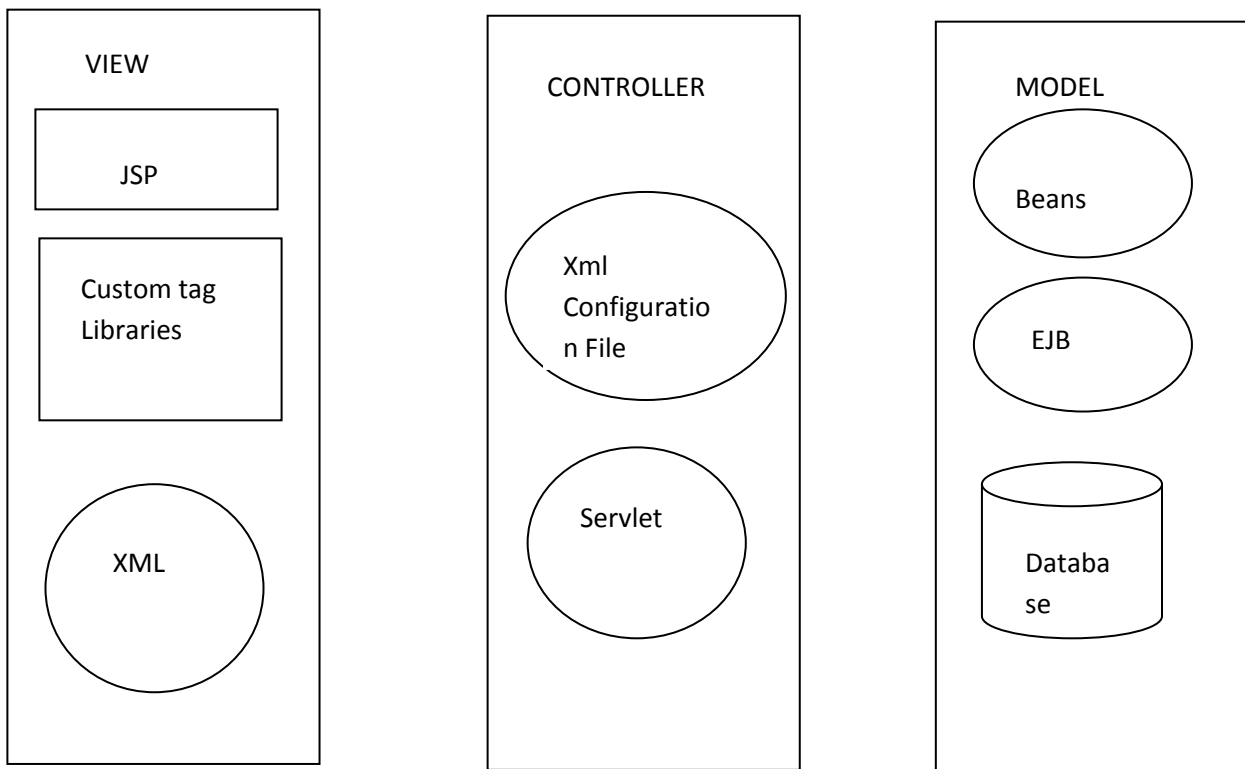 VIEW
JSP
Custom tag
Libraries
XML
CONTROLLER
Xml
Configuratio
n File
Servlet
MODEL
Beans
EJB
Databa
se